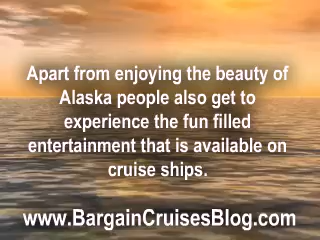 Apart from enjoying the beauty of
Alaska people also get to
experience the fun filled
entertainment that is available on
cruise ships.
www.BargainCruisesBlog.com